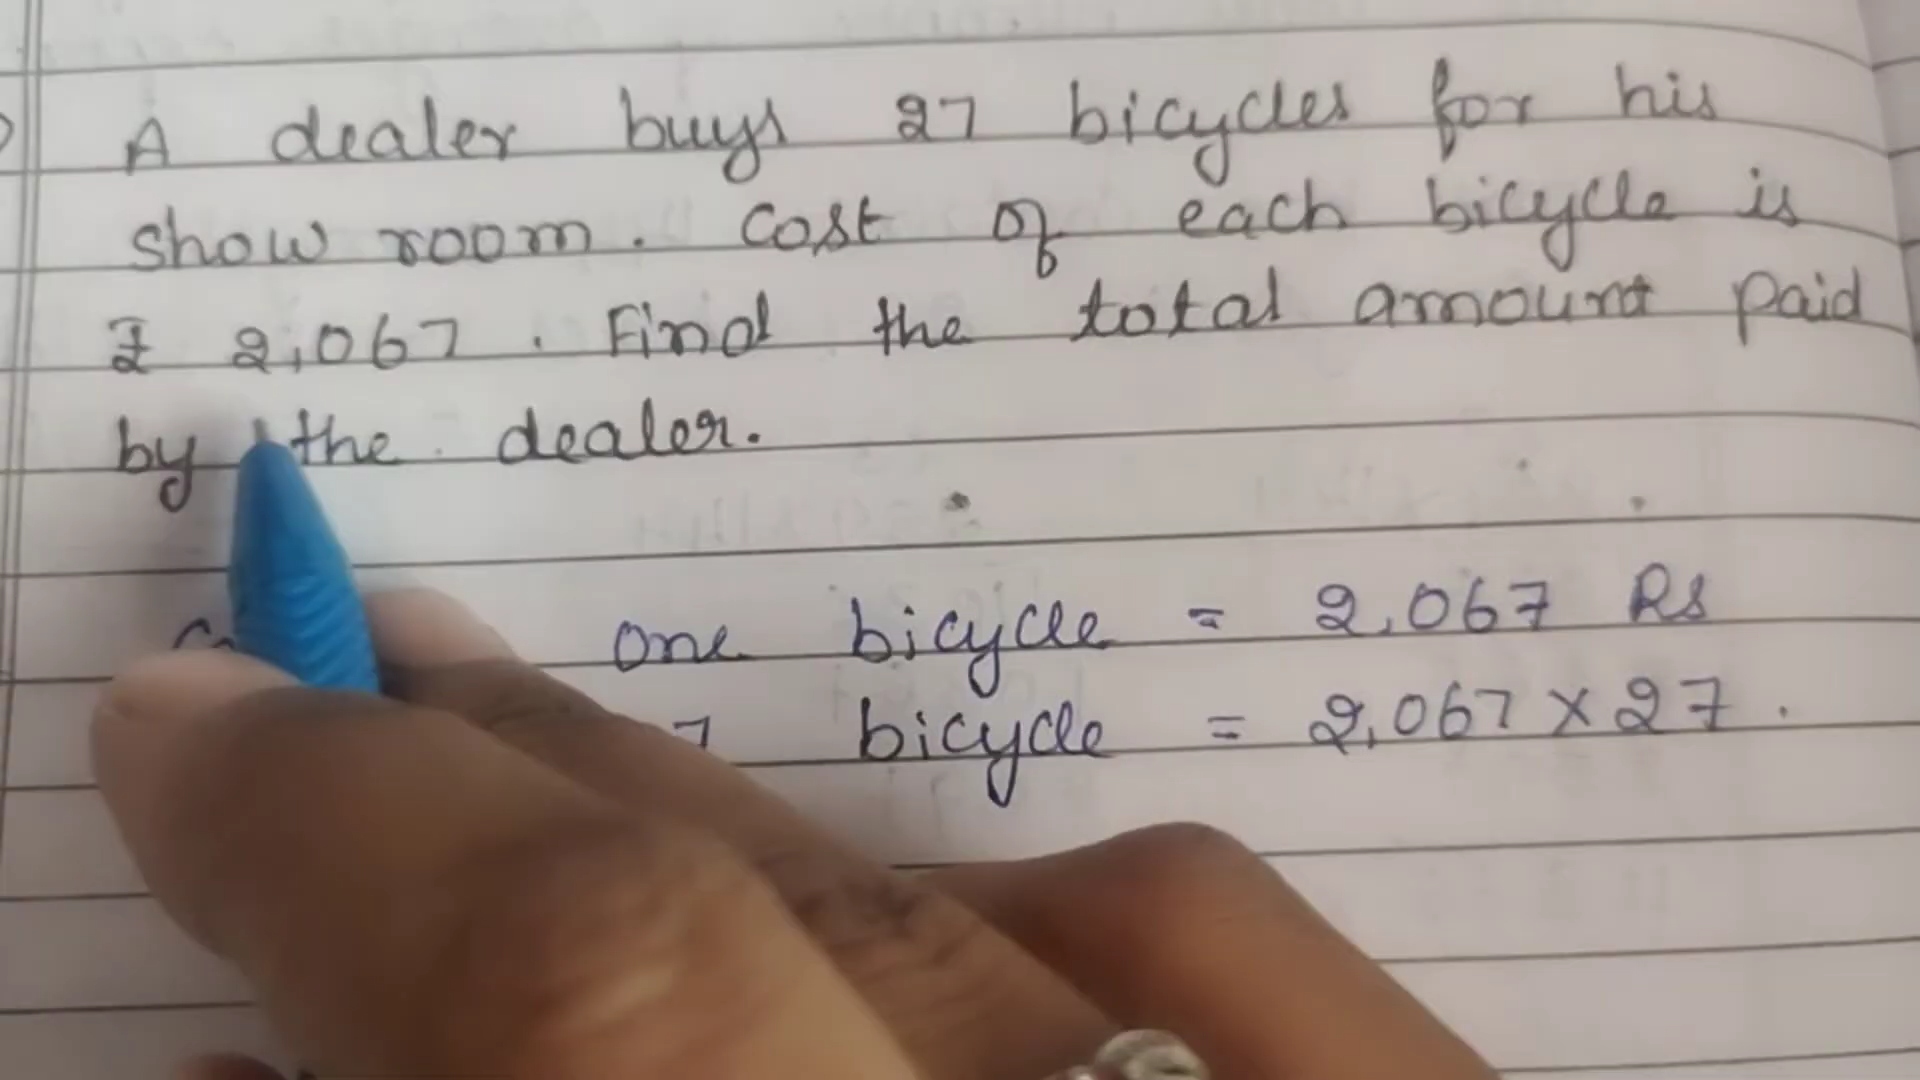 A dealer buys 27 bicycles for his
show room. Cost of each bicycle is
₹ 2,067. Find the total amount paid
by the dealer.
one bicycle = 2,067 Rs
7 bicycle = 2,067 × 27.